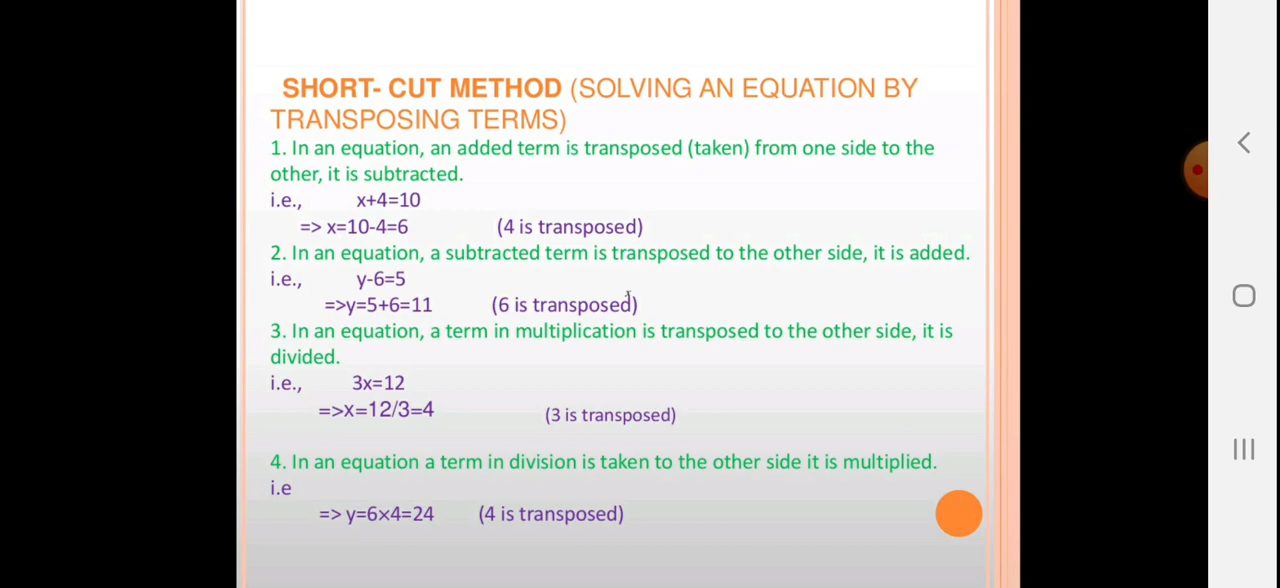 SHORT- CUT METHOD (SOLVING AN EQUATION BY
TRANSPOSING TERMS)
1. In an equation, an added term is transposed (taken) from one side to the
other, it is subtracted.
i.e., x+4=10
=> x=10-4=6 (4 is transposed)
2. In an equation, a subtracted term is transposed to the other side, it is added.
i.e., y-6=5
=>y=5+6=11 (6 is transposed)
3. In an equation, a term in multiplication is transposed to the other side, it is
divided.
i.e., 3x=12
=>x=12/3=4 (3 is transposed)
4. In an equation a term in division is taken to the other side it is multiplied.
i.e
=> y=6×4=24 (4 is transposed)